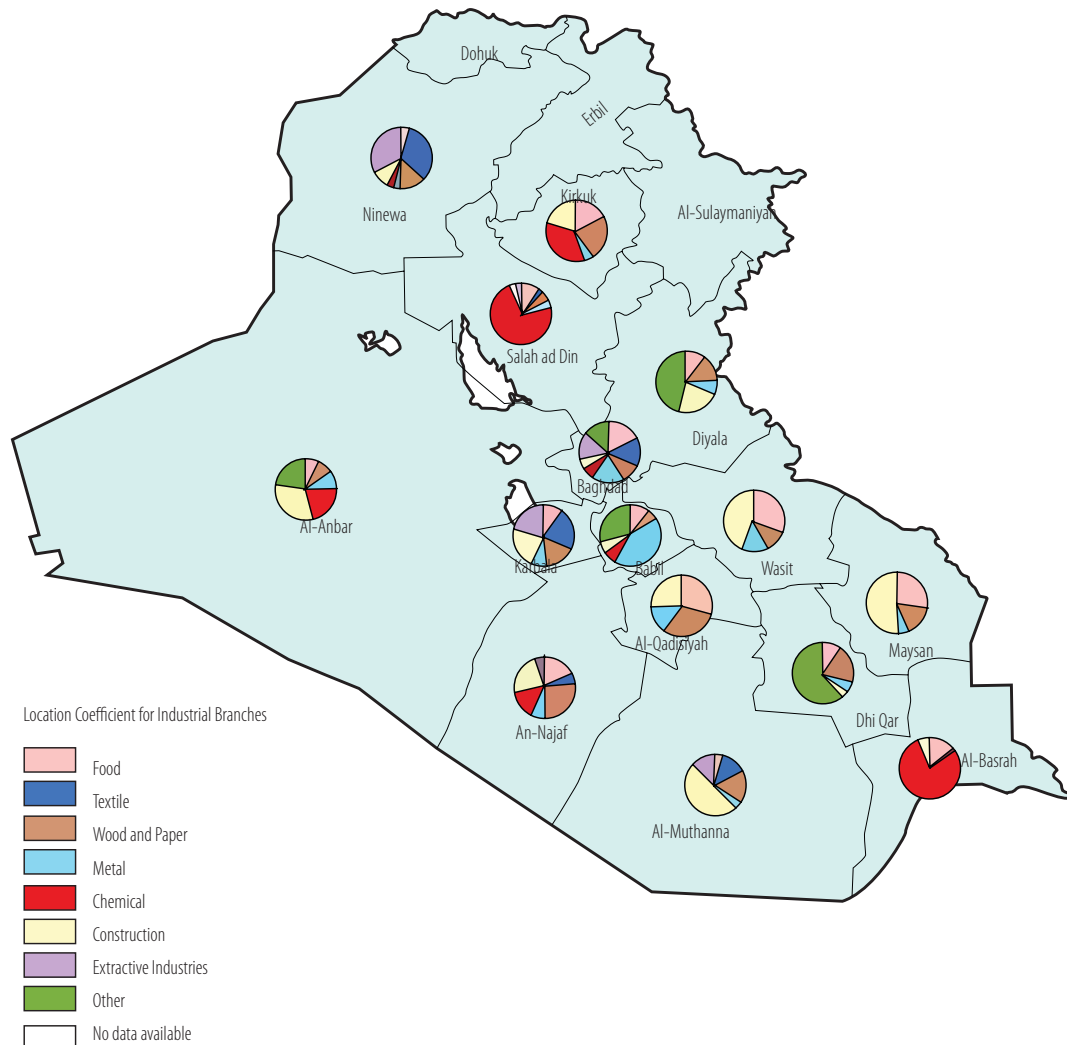 Dohuk
Erbil
Kirkuk
Al-Sulaymaniyah
Ninewa
Salah ad Din
Diyala
Baghdad
Al-Anbar
Karbala
Babil
Wasit
Al-Qadisiyah
Maysan
An-Najaf
Dhi Qar
Al-Basrah
Al-Muthanna
Location Coefficient for Industrial Branches
Food
Textile
Wood and Paper
Metal
Chemical
Construction
Extractive Industries
Other
No data available